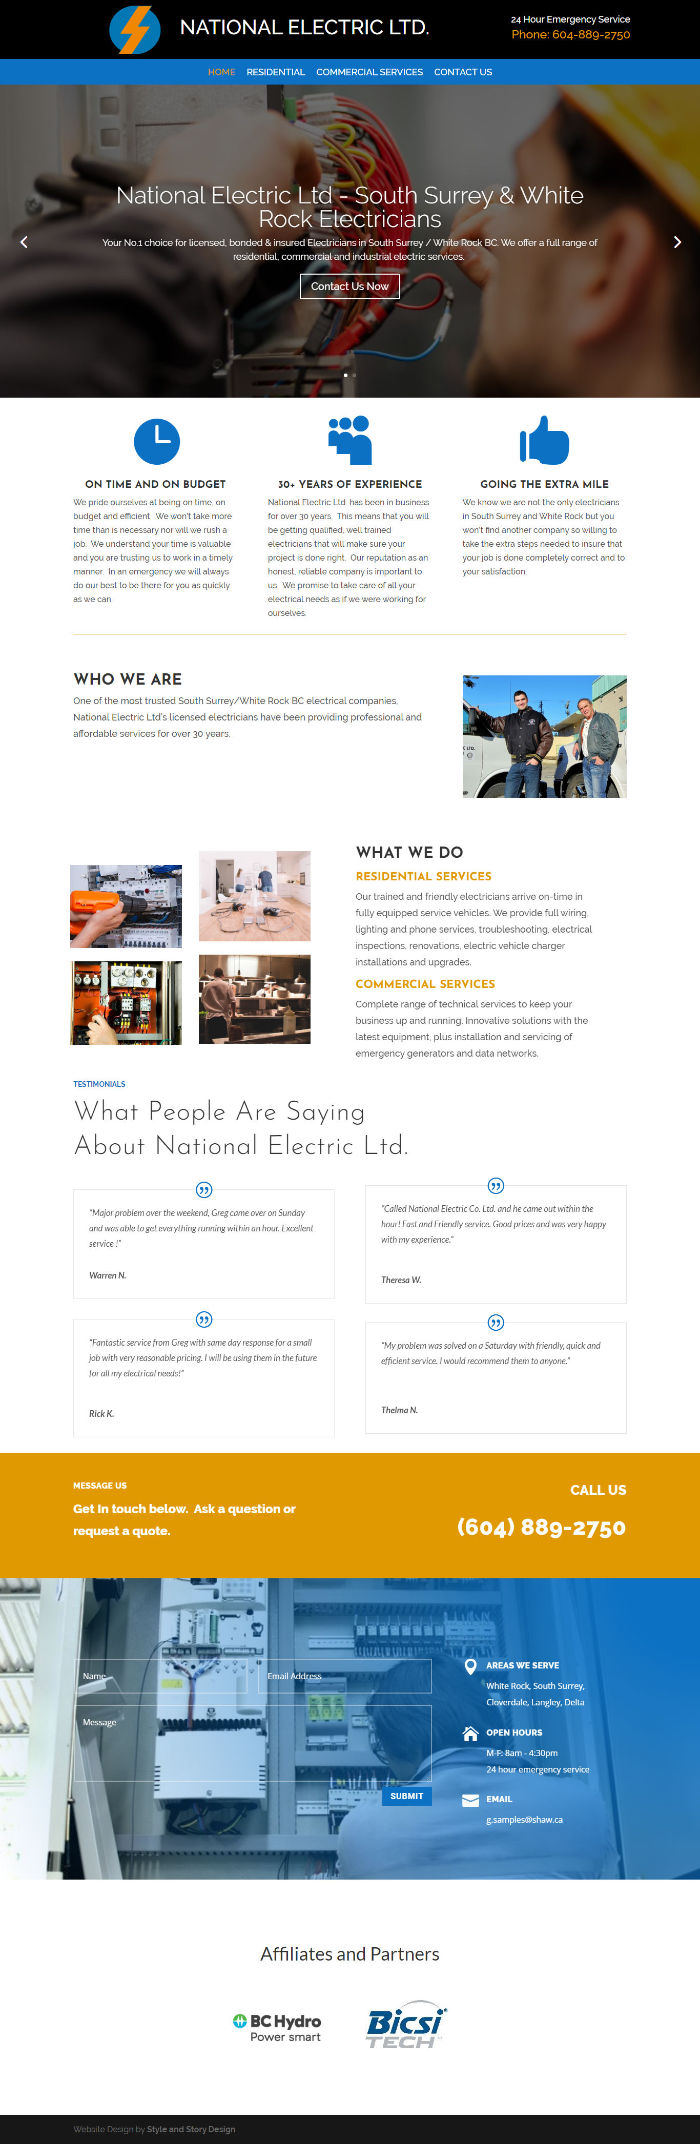 NATIONAL ELECTRIC LTD.
24 Hour Emergency Service
Phone: 604-889-2750
HOME RESIDENTIAL COMMERCIAL SERVICES CONTACT US
National Electric Ltd - South Surrey & White
Rock Electricians
Your No.1 choice for licensed, bonded & insured Electricians in South Surrey / White Rock BC. We offer a full range of
residential, commercial and industrial electric services.
Contact Us Now
ON TIME AND ON BUDGET
We pride ourselves at being on time, on
budget and efficient. We won't take more
time than is necessary nor will we rush a
job. We understand your time is valuable
and you are trusting us to work in a timely
manner. In an emergency we will always
do our best to be there for you as quickly
as we can.
30+ YEARS OF EXPERIENCE
National Electric Ltd. has been in business
for over 30 years. This means that you will
be getting qualified, well trained
electricians that will make sure your
project is done right. Our reputation as an
honest, reliable company is important to
us. We promise to take care of all your
electrical needs as if we were working for
ourselves.
GOING THE EXTRA MILE
We know we are not the only electricians
in South Surrey and White Rock but you
won't find another company so willing to
take the extra steps needed to insure that
your job is done completely correct and to
your satisfaction.
WHO WE ARE
One of the most trusted South Surrey/White Rock BC electrical companies,
National Electric Ltd's licensed electricians have been providing professional and
affordable services for over 30 years.
WHAT WE DO
RESIDENTIAL SERVICES
Our trained and friendly electricians arrive on-time in
fully equipped service vehicles. We provide full wiring,
lighting and phone services, troubleshooting, electrical
inspections, renovations, electric vehicle charger
installations and upgrades.
COMMERCIAL SERVICES
Complete range of technical services to keep your
business up and running. Innovative solutions with the
latest equipment, plus installation and servicing of
emergency generators and data networks.
TESTIMONIALS
What People Are Saying
About National Electric Ltd.
"Major problem over the weekend, Greg came over on Sunday
and was able to get everything running within an hour. Excellent
service !"
Warren N.
"Called National Electric Co. Ltd. and he came out within the
hour! Fast and Friendly service. Good prices and was very happy
with my experience."
Theresa W.
"Fantastic service from Greg with same day response for a small
job with very reasonable pricing. I will be using them in the future
for all my electrical needs!"
Rick K.
"My problem was solved on a Saturday with friendly, quick and
efficient service. I would recommend them to anyone."
Thelma N.
MESSAGE US
Get In touch below. Ask a question or
request a quote.
CALL US
(604) 889-2750
Name
Email Address
Message
SUBMIT
AREAS WE SERVE
White Rock, South Surrey,
Cloverdale, Langley, Delta
OPEN HOURS
M-F: 8am - 4:30pm
24 hour emergency service
EMAIL
g.samples@shaw.ca
Affiliates and Partners
BC Hydro
Power smart
Bicsi
TECH
Website Design by Style and Story Design